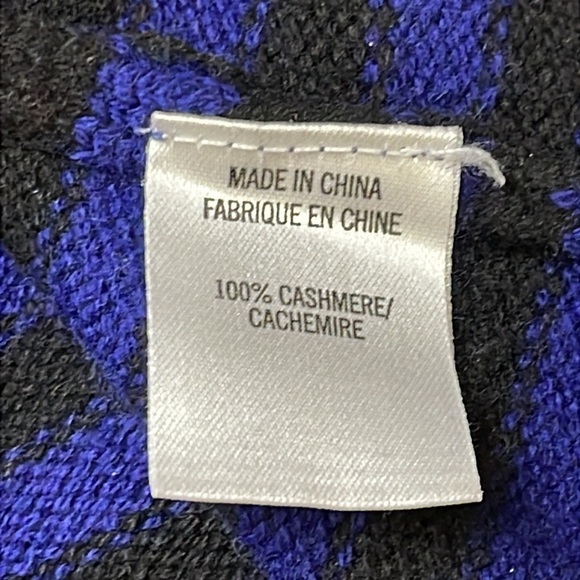 MADE IN CHINA
FABRIQUE EN CHINE
100% CASHMERE/
CACHEMIRE